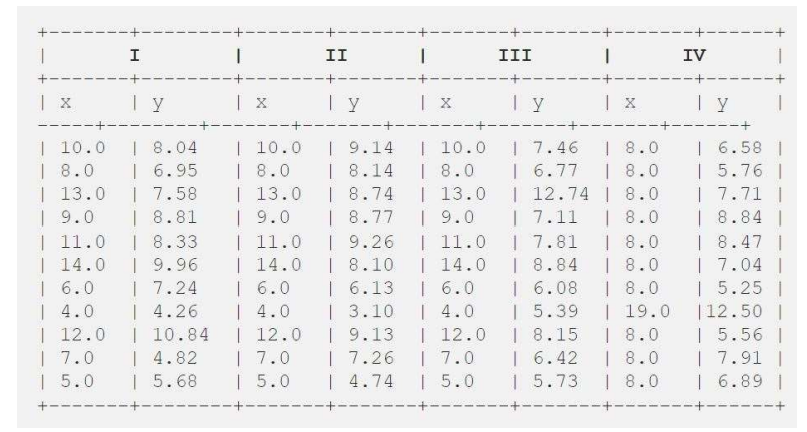 +-------+--------+-------+-------+-------+-------+-------+------+
| I | II | III | IV |
+-------+--------+-------+-------+-------+-------+-------+------+
| x | y | x | y | x | y | x | y |
-----+--------+-------+-------+-------+-------+-------+------+
| 10.0 | 8.04 | 10.0 | 9.14 | 10.0 | 7.46 | 8.0 | 6.58 |
| 8.0 | 6.95 | 8.0 | 8.14 | 8.0 | 6.77 | 8.0 | 5.76 |
| 13.0 | 7.58 | 13.0 | 8.74 | 13.0 | 12.74 | 8.0 | 7.71 |
| 9.0 | 8.81 | 9.0 | 8.77 | 9.0 | 7.11 | 8.0 | 8.84 |
| 11.0 | 8.33 | 11.0 | 9.26 | 11.0 | 7.81 | 8.0 | 8.47 |
| 14.0 | 9.96 | 14.0 | 8.10 | 14.0 | 8.84 | 8.0 | 7.04 |
| 6.0 | 7.24 | 6.0 | 6.13 | 6.0 | 6.08 | 8.0 | 5.25 |
| 4.0 | 4.26 | 4.0 | 3.10 | 4.0 | 5.39 | 19.0 |12.50 |
| 12.0 | 10.84 | 12.0 | 9.13 | 12.0 | 8.15 | 8.0 | 5.56 |
| 7.0 | 4.82 | 7.0 | 7.26 | 7.0 | 6.42 | 8.0 | 7.91 |
| 5.0 | 5.68 | 5.0 | 4.74 | 5.0 | 5.73 | 8.0 | 6.89 |
+-------+--------+-------+-------+-------+-------+-------+------+